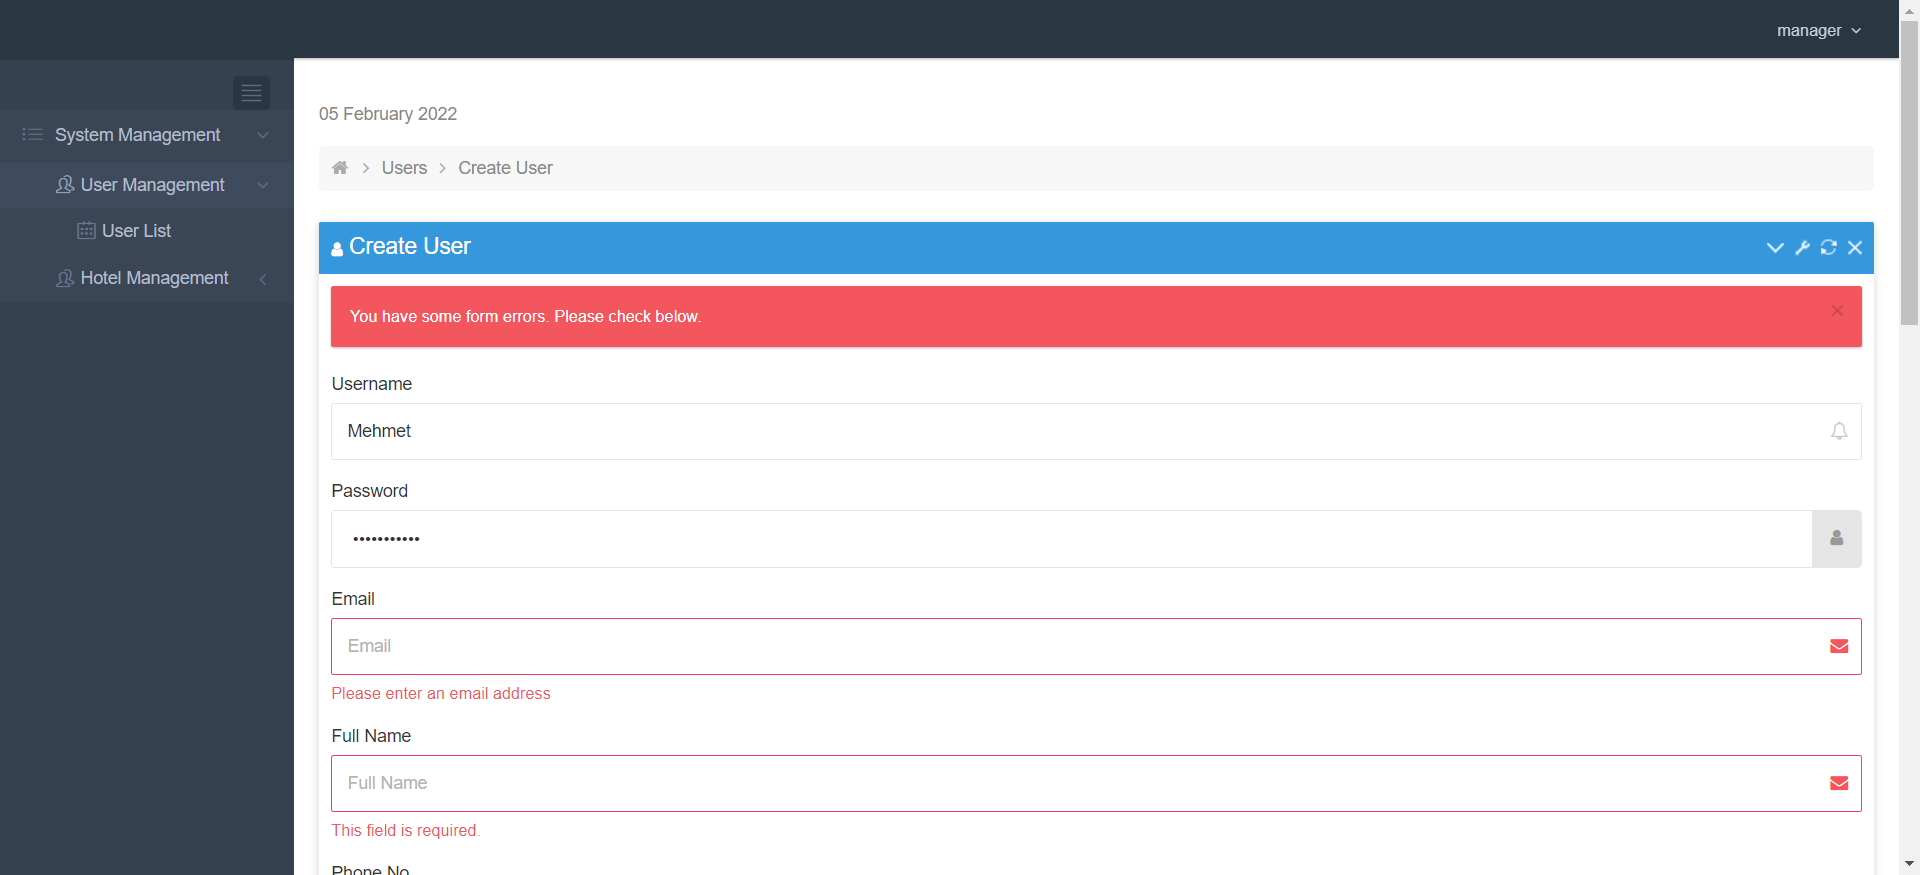 manager
System Management
User Management
User List
Hotel Management
05 February 2022
Users
Create User
Create User
You have some form errors. Please check below.
Username
Mehmet
Password
•••••••••••
Email
Email
Please enter an email address
Full Name
Full Name
This field is required.
Phone No